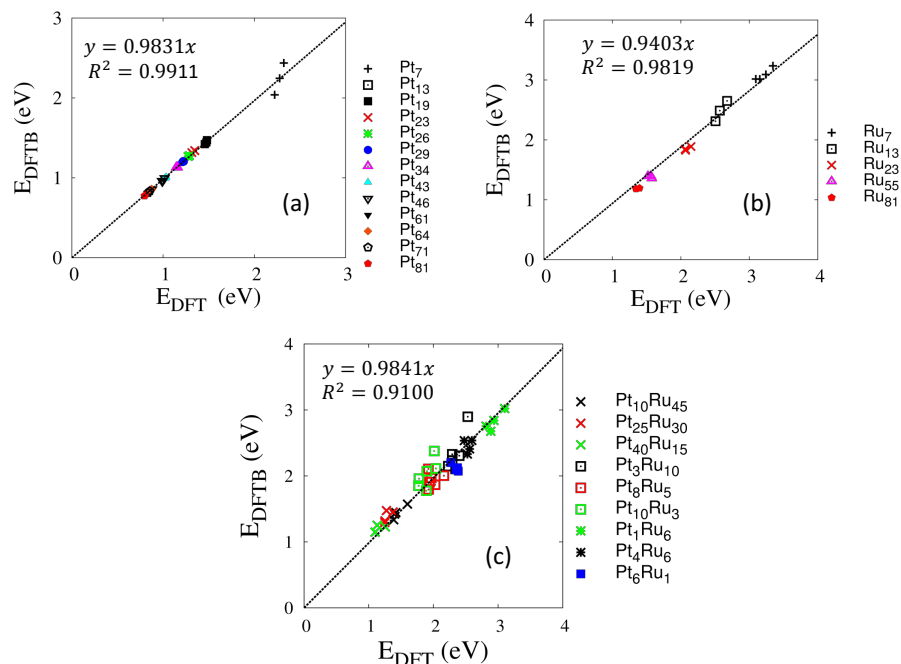 3
2
1
0
E_DFTB (eV)
y = 0.9831x
R² = 0.9911
(a)
0
1
2
3
E_DFT (eV)
Pt₇
Pt₁₃
Pt₁₉
Pt₂₃
Pt₂₆
Pt₂₉
Pt₃₄
Pt₄₃
Pt₄₆
Pt₆₁
Pt₆₄
Pt₇₁
Pt₈₁
4
3
2
1
0
E_DFTB (eV)
y = 0.9403x
R² = 0.9819
(b)
0
1
2
3
4
E_DFT (eV)
Ru₇
Ru₁₃
Ru₂₃
Ru₅₅
Ru₈₁
4
3
2
1
0
E_DFTB (eV)
y = 0.9841x
R² = 0.9100
(c)
0
1
2
3
4
E_DFT (eV)
Pt₁₀Ru₄₅
Pt₂₅Ru₃₀
Pt₄₀Ru₁₅
Pt₃Ru₁₀
Pt₈Ru₅
Pt₁₀Ru₃
Pt₁Ru₆
Pt₄Ru₆
Pt₆Ru₁